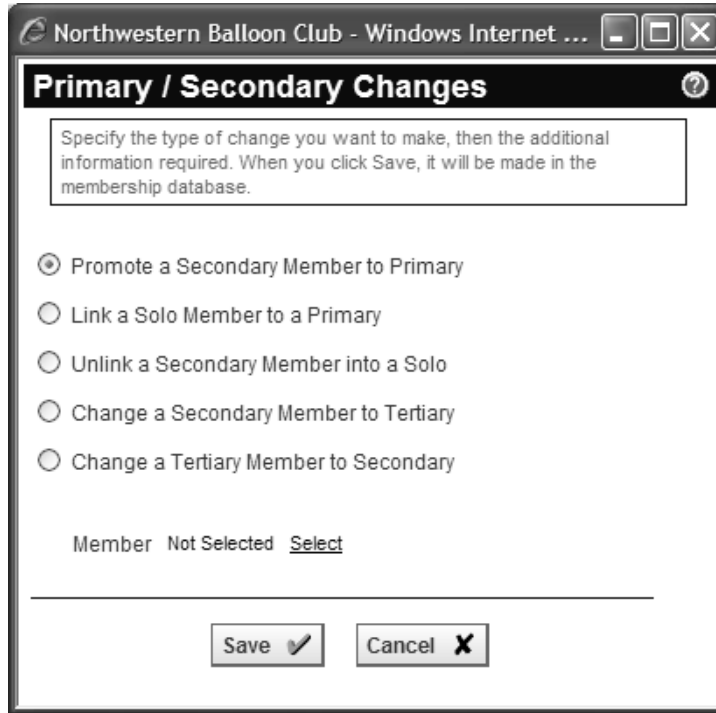 Northwestern Balloon Club - Windows Internet ...
Primary / Secondary Changes
Specify the type of change you want to make, then the additional
information required. When you click Save, it will be made in the
membership database.
Promote a Secondary Member to Primary
Link a Solo Member to a Primary
Unlink a Secondary Member into a Solo
Change a Secondary Member to Tertiary
Change a Tertiary Member to Secondary
Member Not Selected Select
Save Cancel